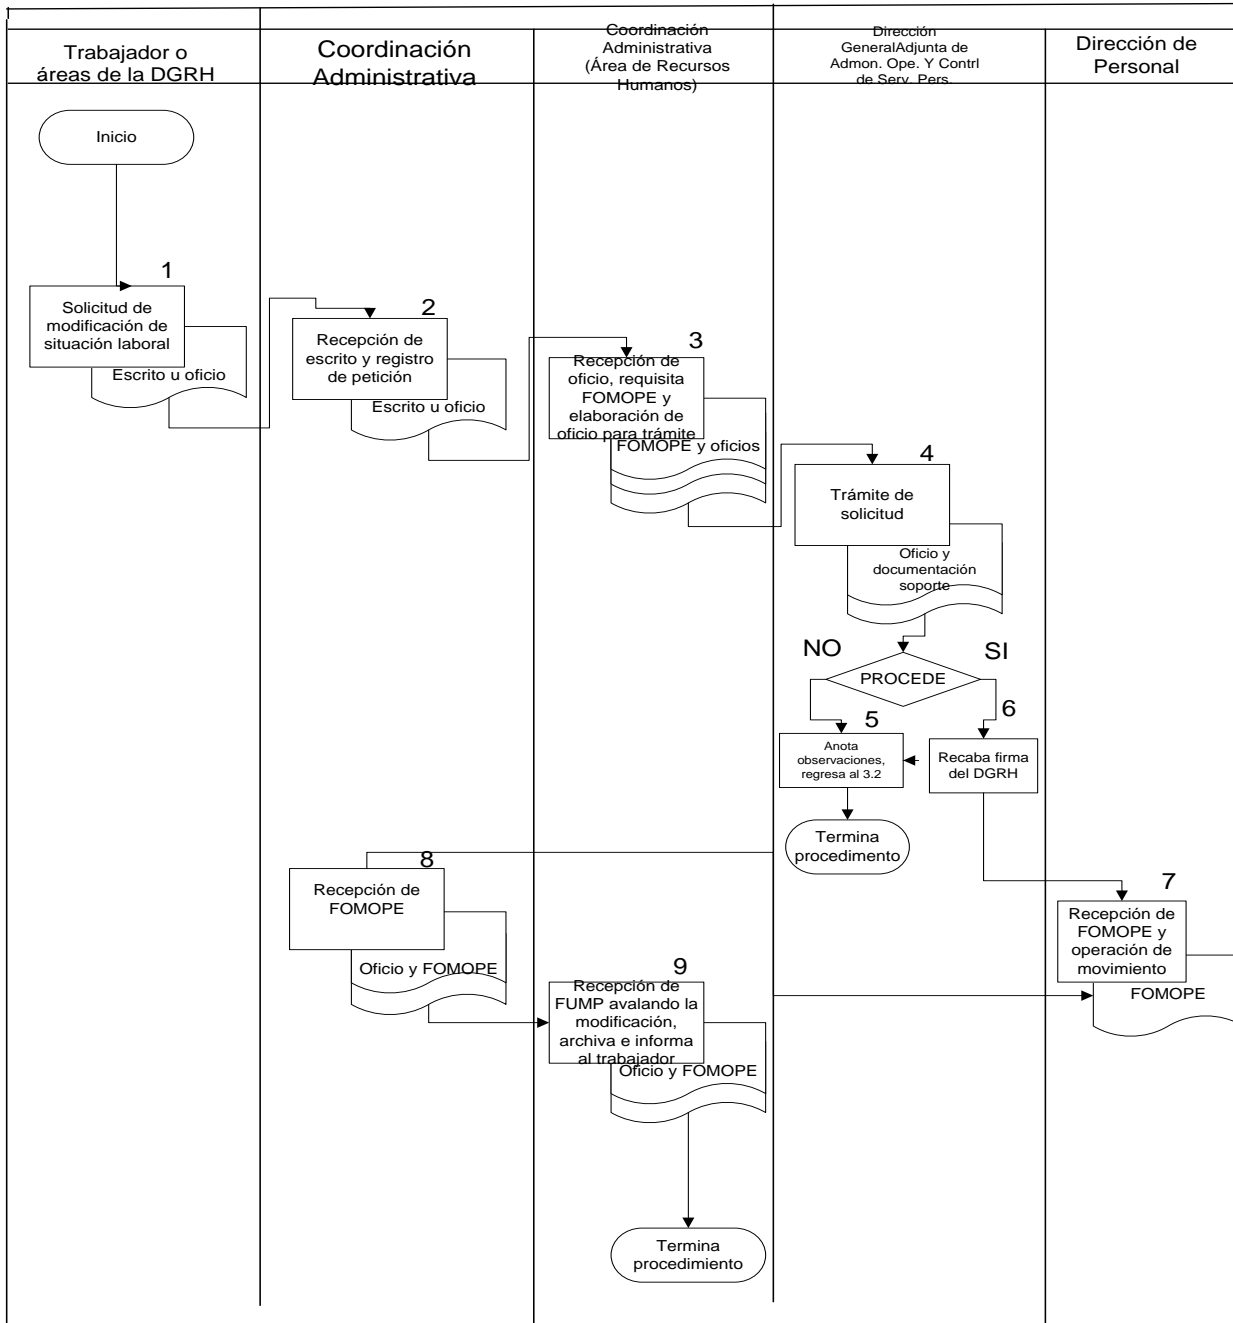 Trabajador o
áreas de la DGRH
Coordinación
Administrativa
Coordinación
Administrativa
(Área de Recursos
Humanos)
Dirección
GeneralAdjunta de
Admon. Ope. Y Contrl
de Serv. Pers.
Dirección de
Personal
Inicio
1
Solicitud de
modificación de
situación laboral
Escrito u oficio
2
Recepción de
escrito y registro
de petición
Escrito u oficio
3
Recepción de
oficio, requisita
FOMOPE y
elaboración de
oficio para trámite
FOMOPE y oficios
4
Trámite de
solicitud
Oficio y
documentación
soporte
NO
SI
PROCEDE
5
Anota
observaciones,
regresa al 3.2
6
Recaba firma
del DGRH
Termina
procedimento
7
Recepción de
FOMOPE y
operación de
movimiento
FOMOPE
8
Recepción de
FOMOPE
Oficio y FOMOPE
9
Recepción de
FUMP avalando la
modificación,
archiva e informa
al trabajador
Oficio y FOMOPE
Termina
procedimiento